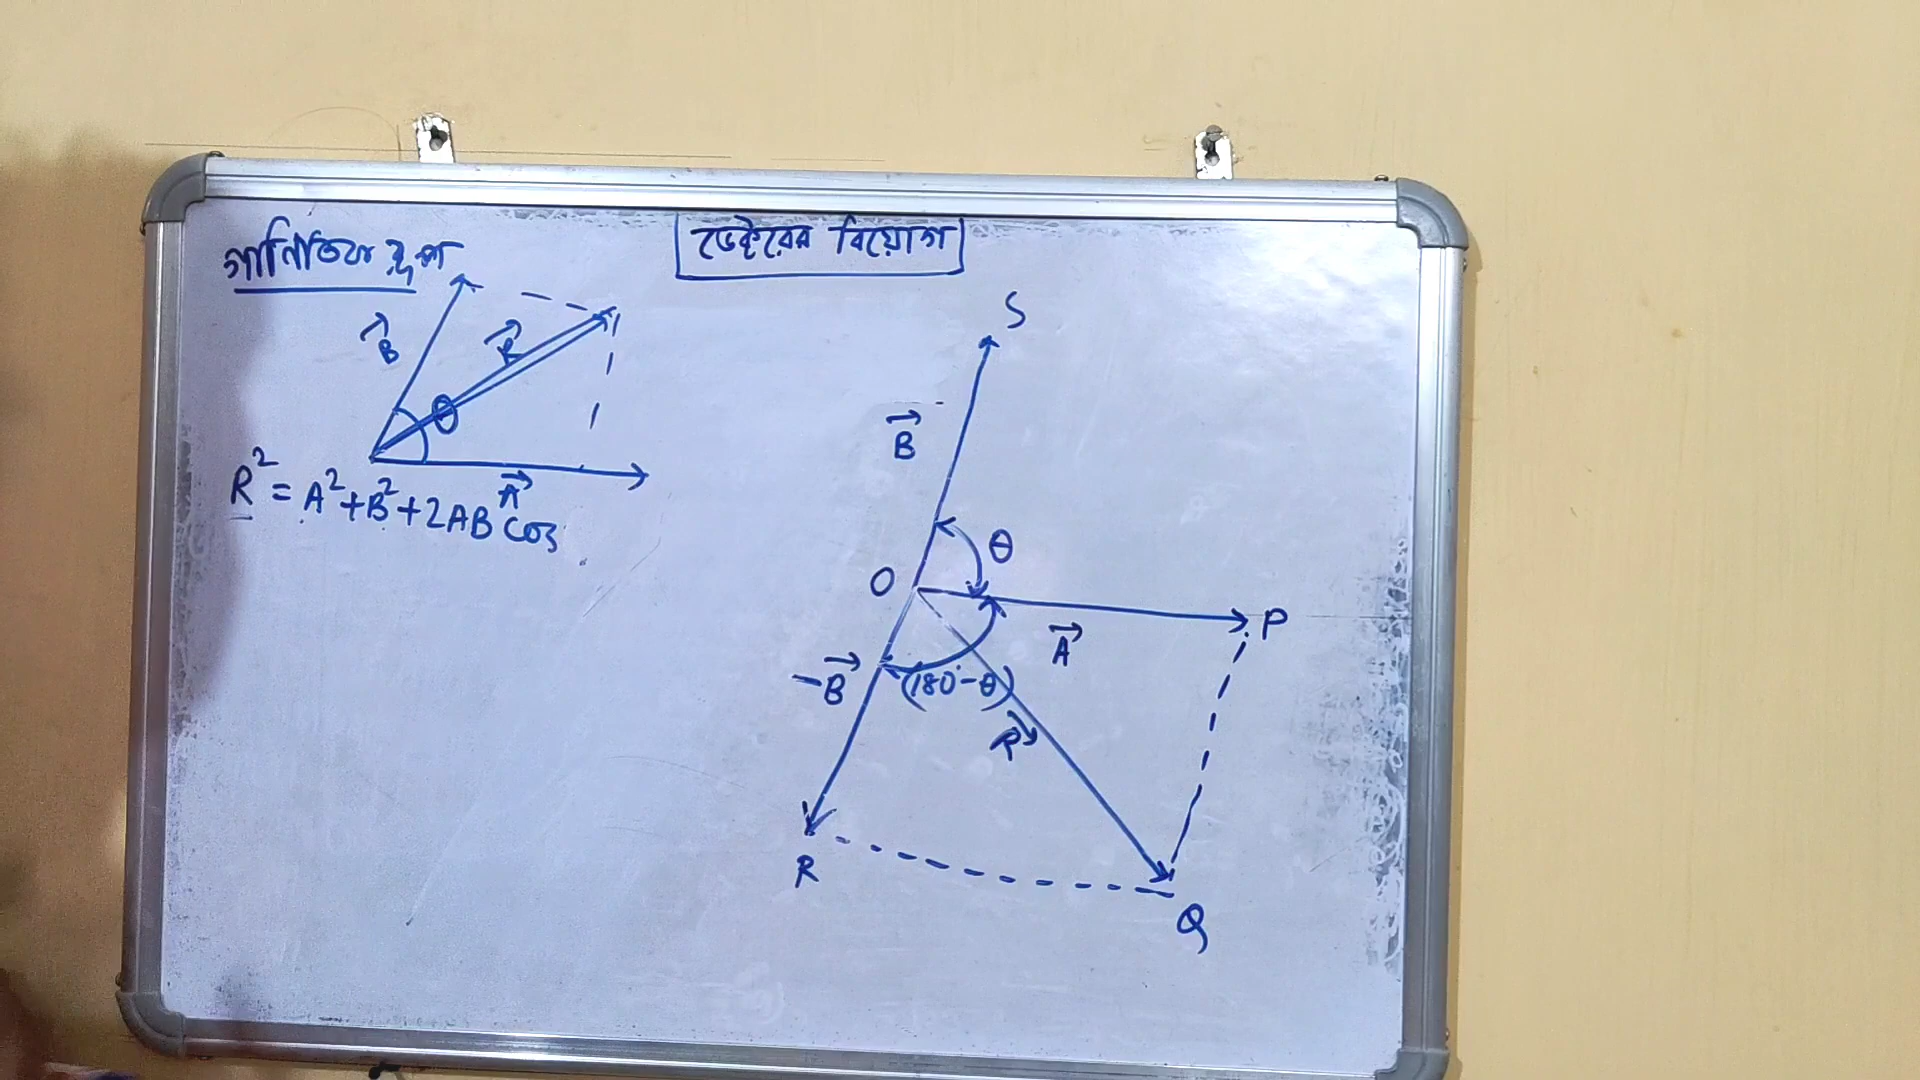 ভেক্টরের বিয়োগ
গানিতিক রূপ
B
R
θ
A
R² = A² + B² + 2AB Cos
S
B
θ
O
P
A
-B
(180°-θ)
R
R
Q